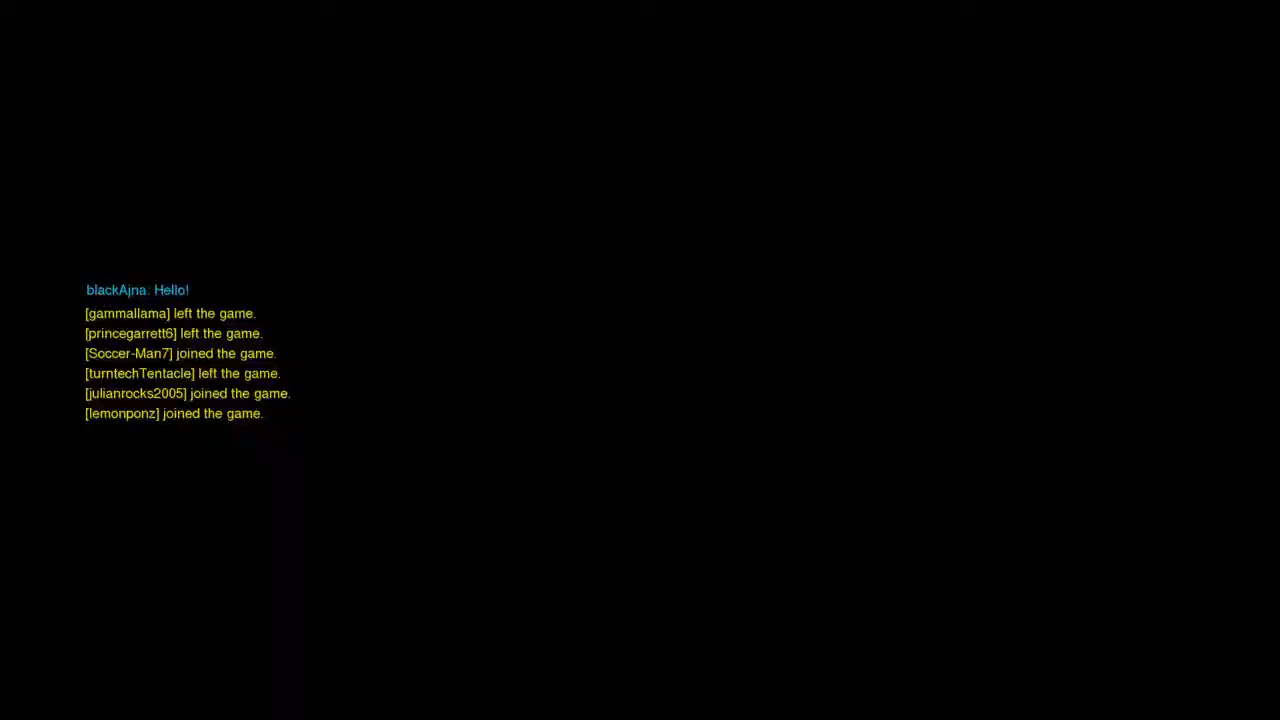 blackAjna: Hello!
[gammallama] left the game.
[princegarrett6] left the game.
[Soccer-Man7] joined the game.
[turntechTentacle] left the game.
[julianrocks2005] joined the game.
[lemonponz] joined the game.